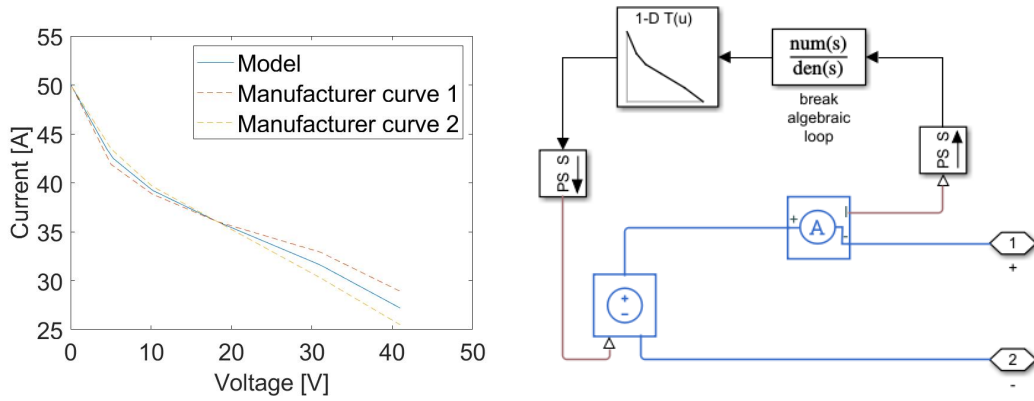 55
50
45
40
35
30
25
0
10
20
30
40
50
Current [A]
Voltage [V]
Model
Manufacturer curve 1
Manufacturer curve 2
1-D T(u)
num(s)
den(s)
break
algebraic
loop
PS S
PS S
+
A
I
-
+
-
1
+
2
-